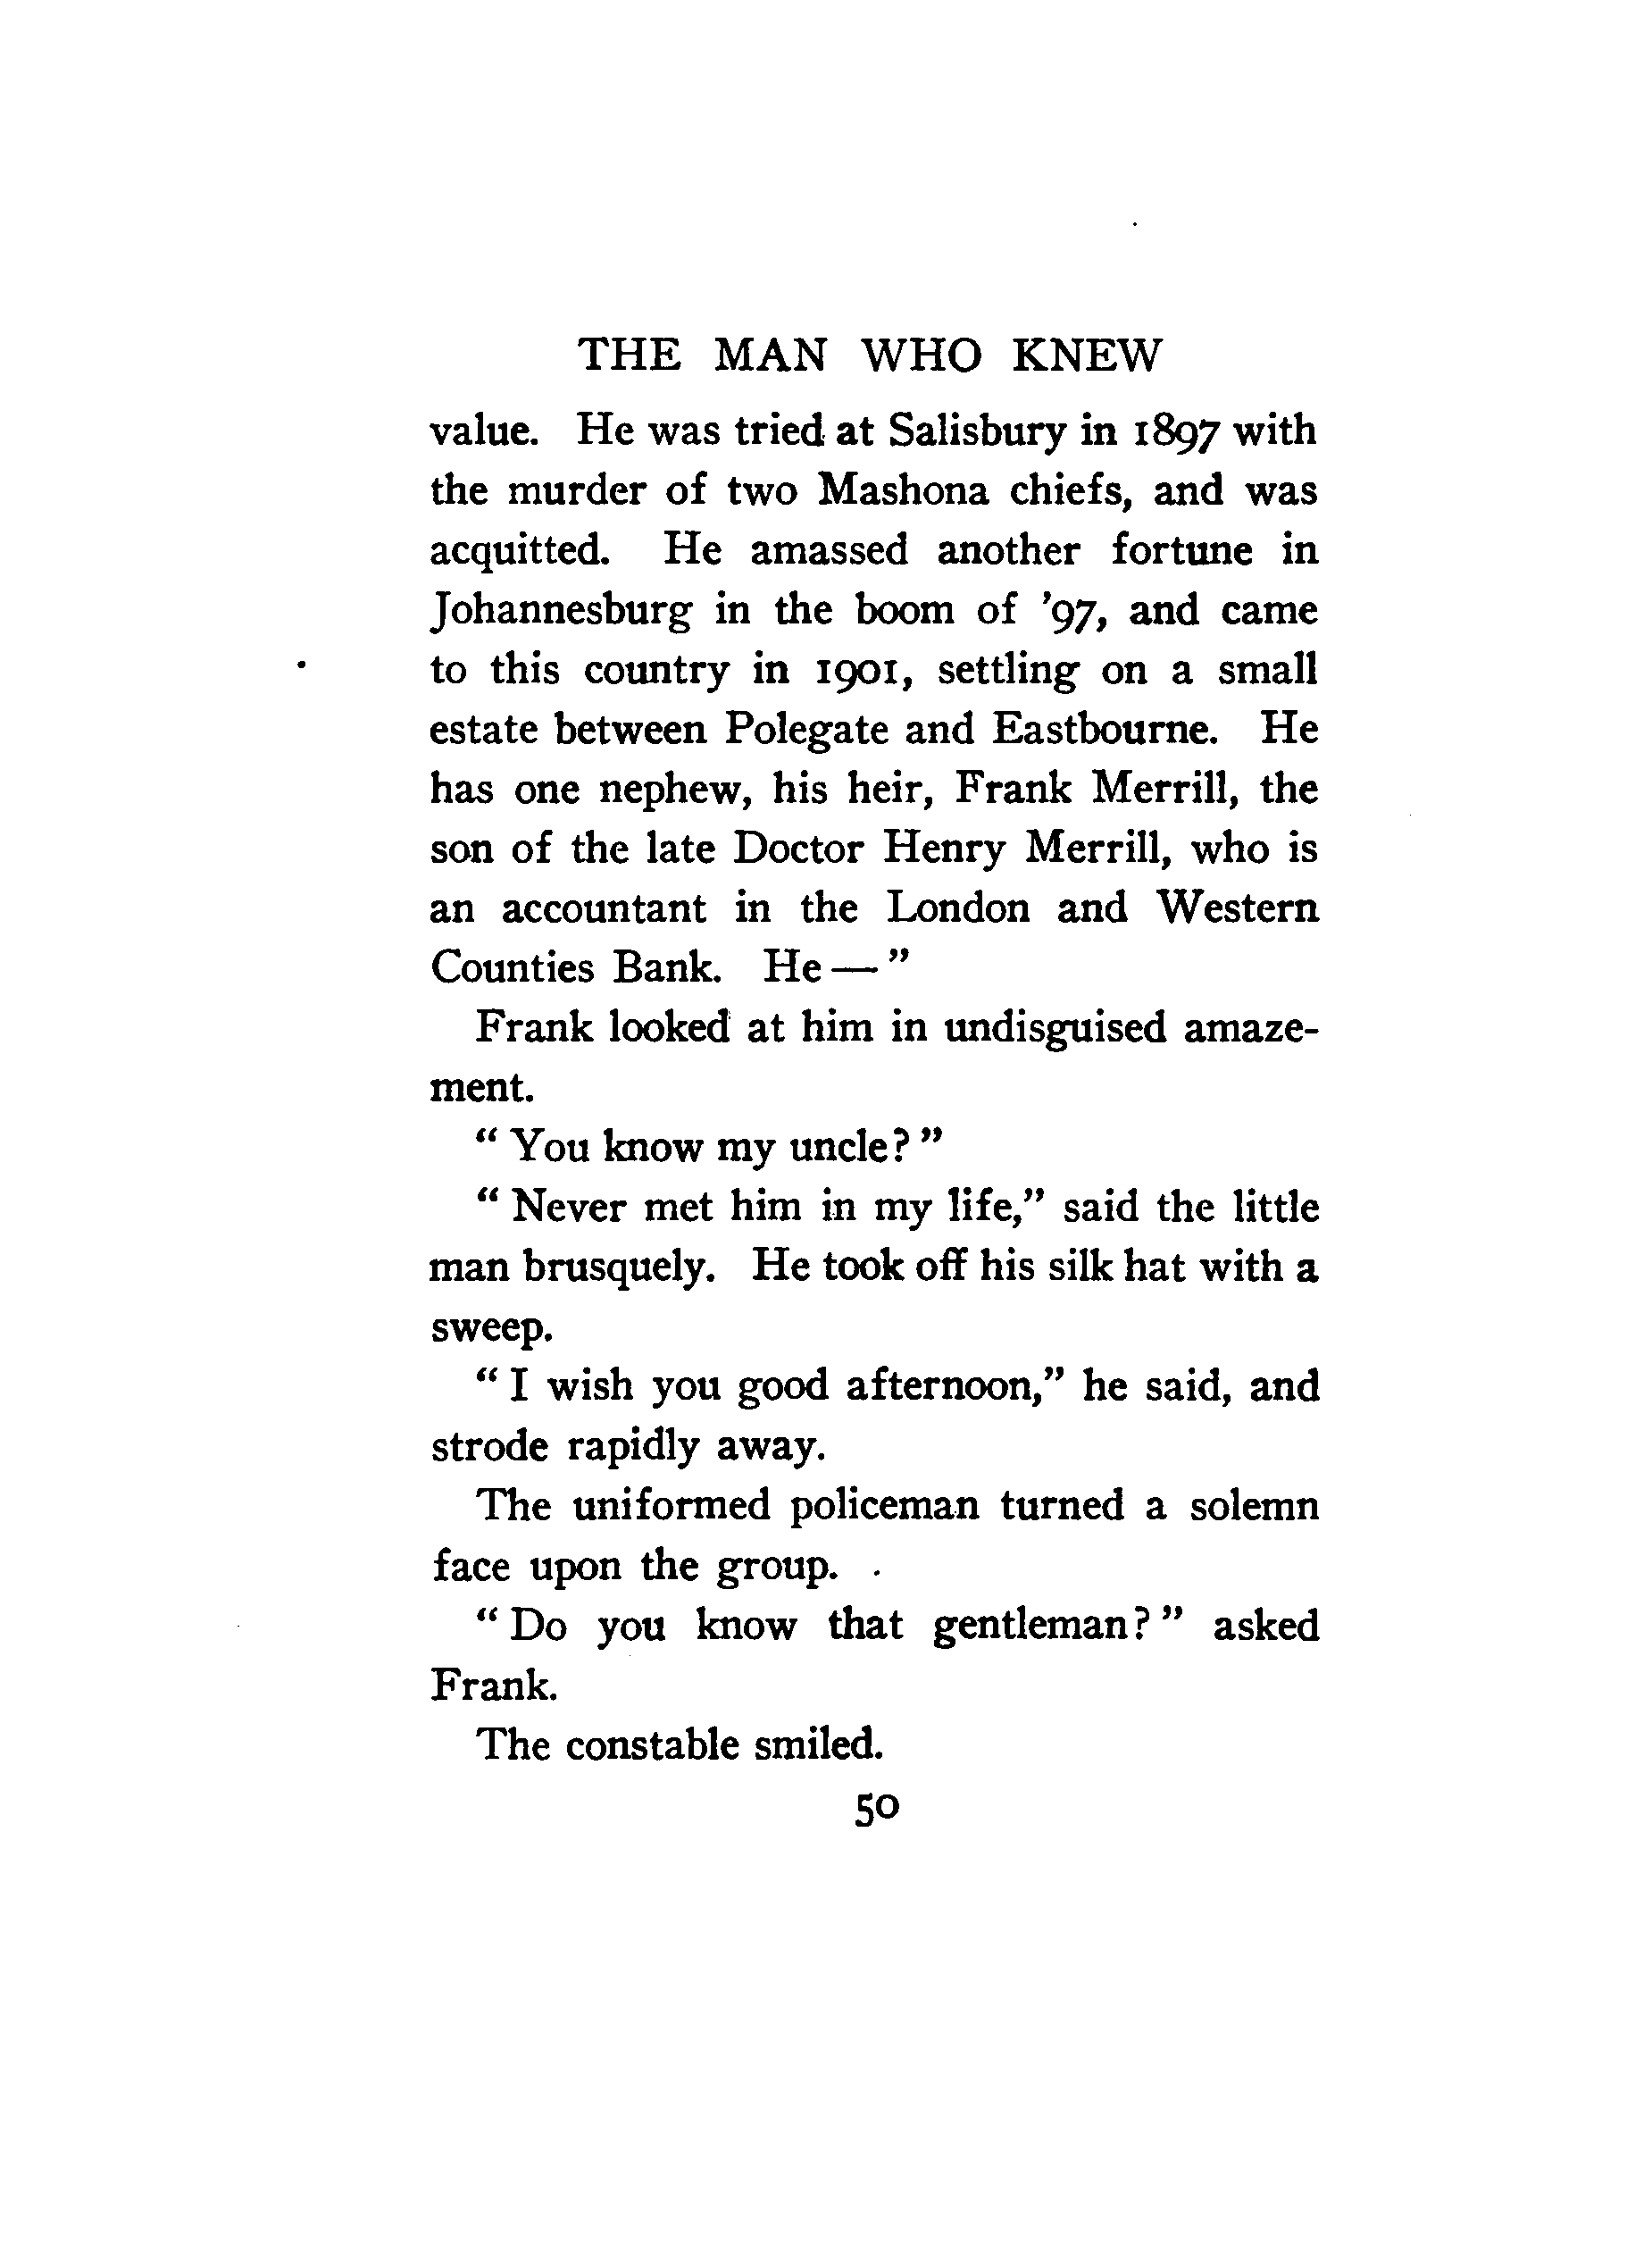 THE MAN WHO KNEW
value. He was tried at Salisbury in 1897 with
the murder of two Mashona chiefs, and was
acquitted. He amassed another fortune in
Johannesburg in the boom of ’97, and came
to this country in 1901, settling on a small
estate between Polegate and Eastbourne. He
has one nephew, his heir, Frank Merrill, the
son of the late Doctor Henry Merrill, who is
an accountant in the London and Western
Counties Bank. He — ”
Frank looked at him in undisguised amaze-
ment.
“ You know my uncle? ”
“ Never met him in my life,” said the little
man brusquely. He took off his silk hat with a
sweep.
“ I wish you good afternoon,” he said, and
strode rapidly away.
The uniformed policeman turned a solemn
face upon the group.
“ Do you know that gentleman? ” asked
Frank.
The constable smiled.
50